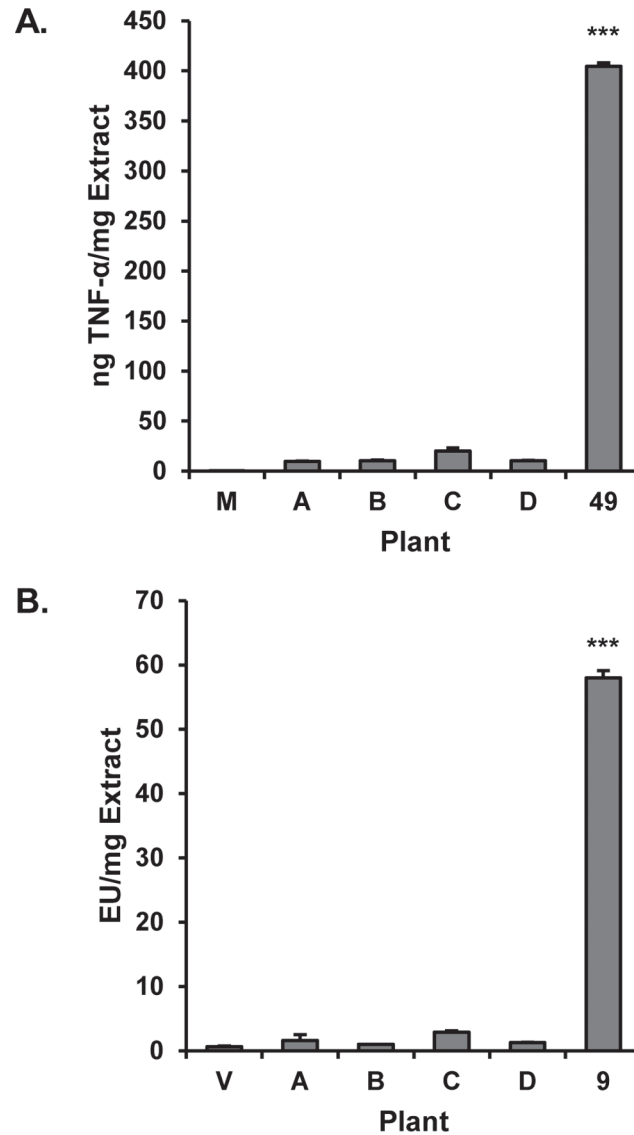 A.
ng TNF-α/mg Extract
450
400
350
300
250
200
150
100
50
0
***
M A B C D 49
Plant
B.
EU/mg Extract
70
60
50
40
30
20
10
0
***
V A B C D 9
Plant